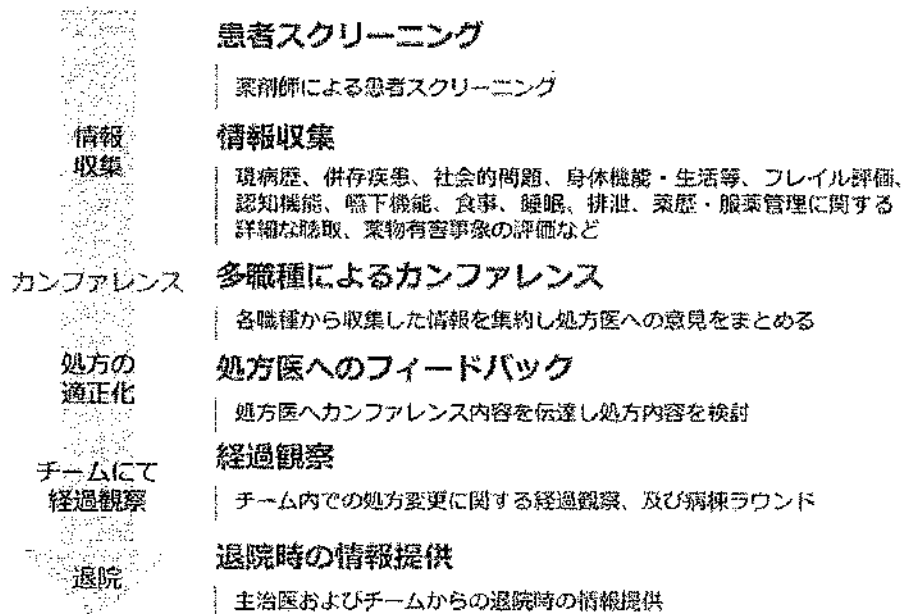 患者スクリーニング
薬剤師による患者スクリーニング
情報
収集
情報収集
現病歴、併存疾患、社会的問題、身体機能・生活等、フレイル評価、
認知機能、嚥下機能、食事、睡眠、排泄、薬歴・服薬管理に関する
詳細な聴取、薬物有害事象の評価など
カンファレンス
多職種によるカンファレンス
各職種から収集した情報を集約し処方医への意見をまとめる
処方の
適正化
処方医へのフィードバック
処方医へカンファレンス内容を伝達し処方内容を検討
チームにて
経過観察
経過観察
チーム内での処方変更に関する経過観察、及び病棟ラウンド
退院
退院時の情報提供
主治医およびチームからの退院時の情報提供